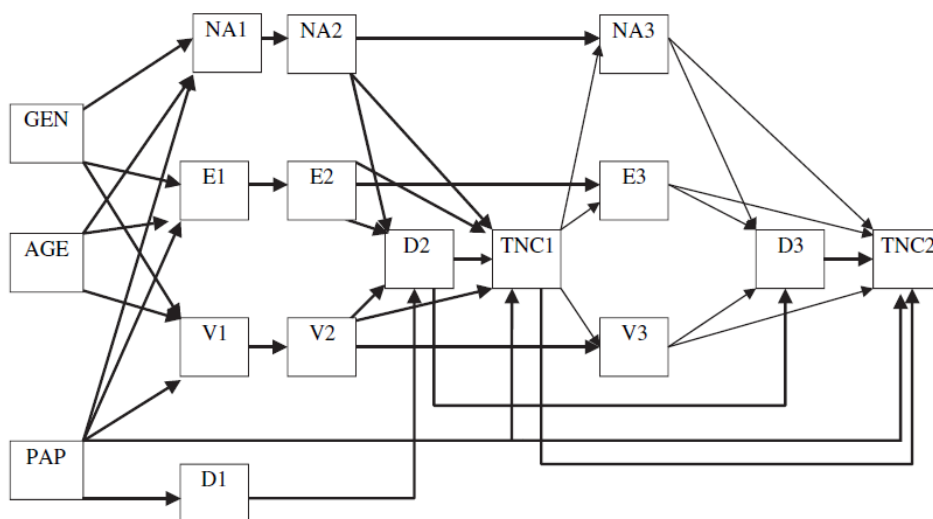 NA1
NA2
NA3
GEN
E1
E2
E3
AGE
D2
TNC1
D3
TNC2
V1
V2
V3
PAP
D1